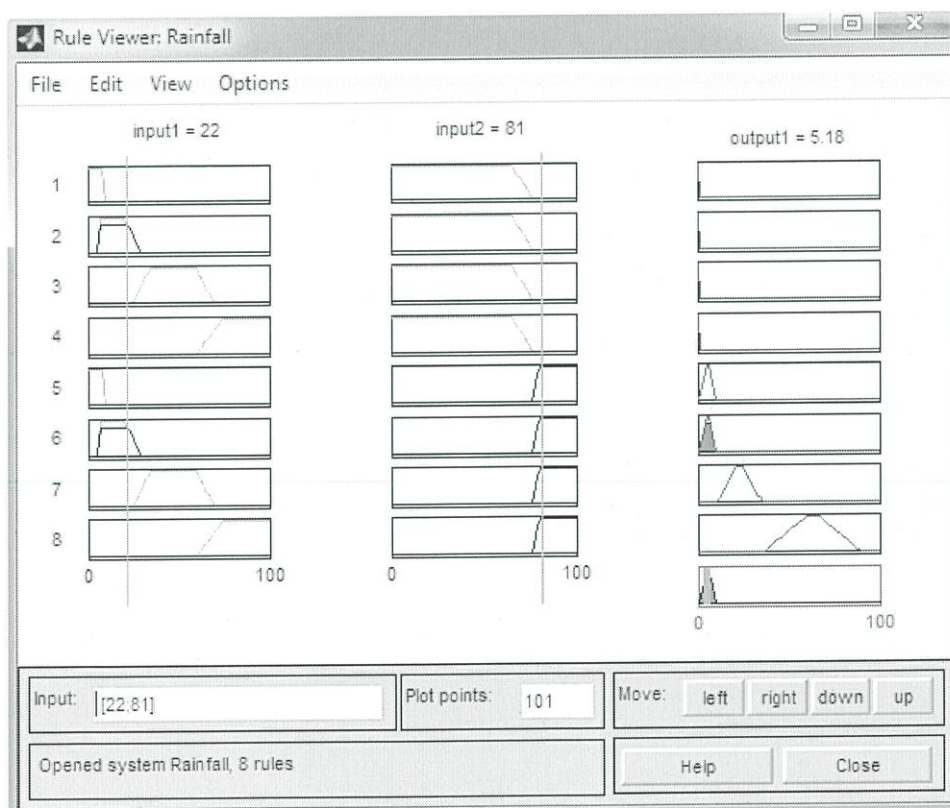 Rule Viewer: Rainfall
File Edit View Options
input1 = 22 input2 = 81 output1 = 5.18
1
2
3
4
5
6
7
8
0 100 0 100
0 100
Input: [22;81] Plot points: 101 Move: left right down up
Opened system Rainfall, 8 rules Help Close